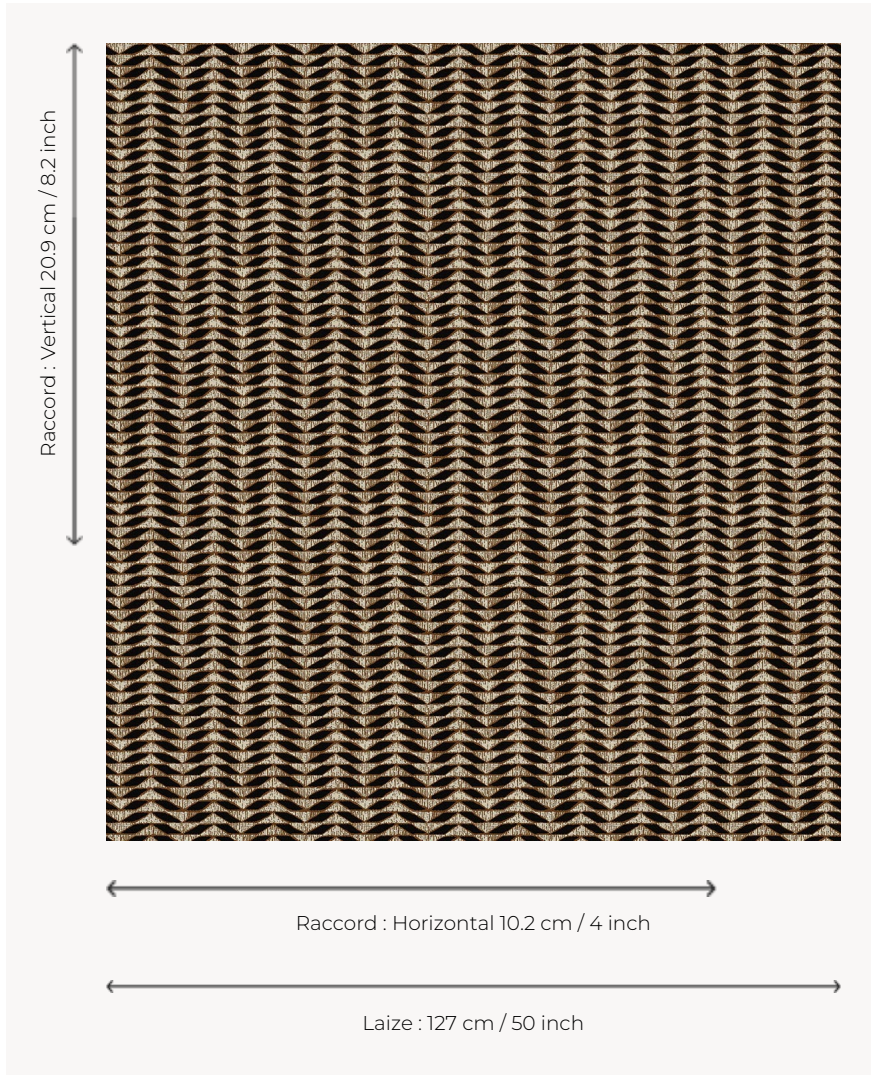 Raccord : Vertical 20.9 cm / 8.2 inch
Raccord : Horizontal 10.2 cm / 4 inch
Laize : 127 cm / 50 inch